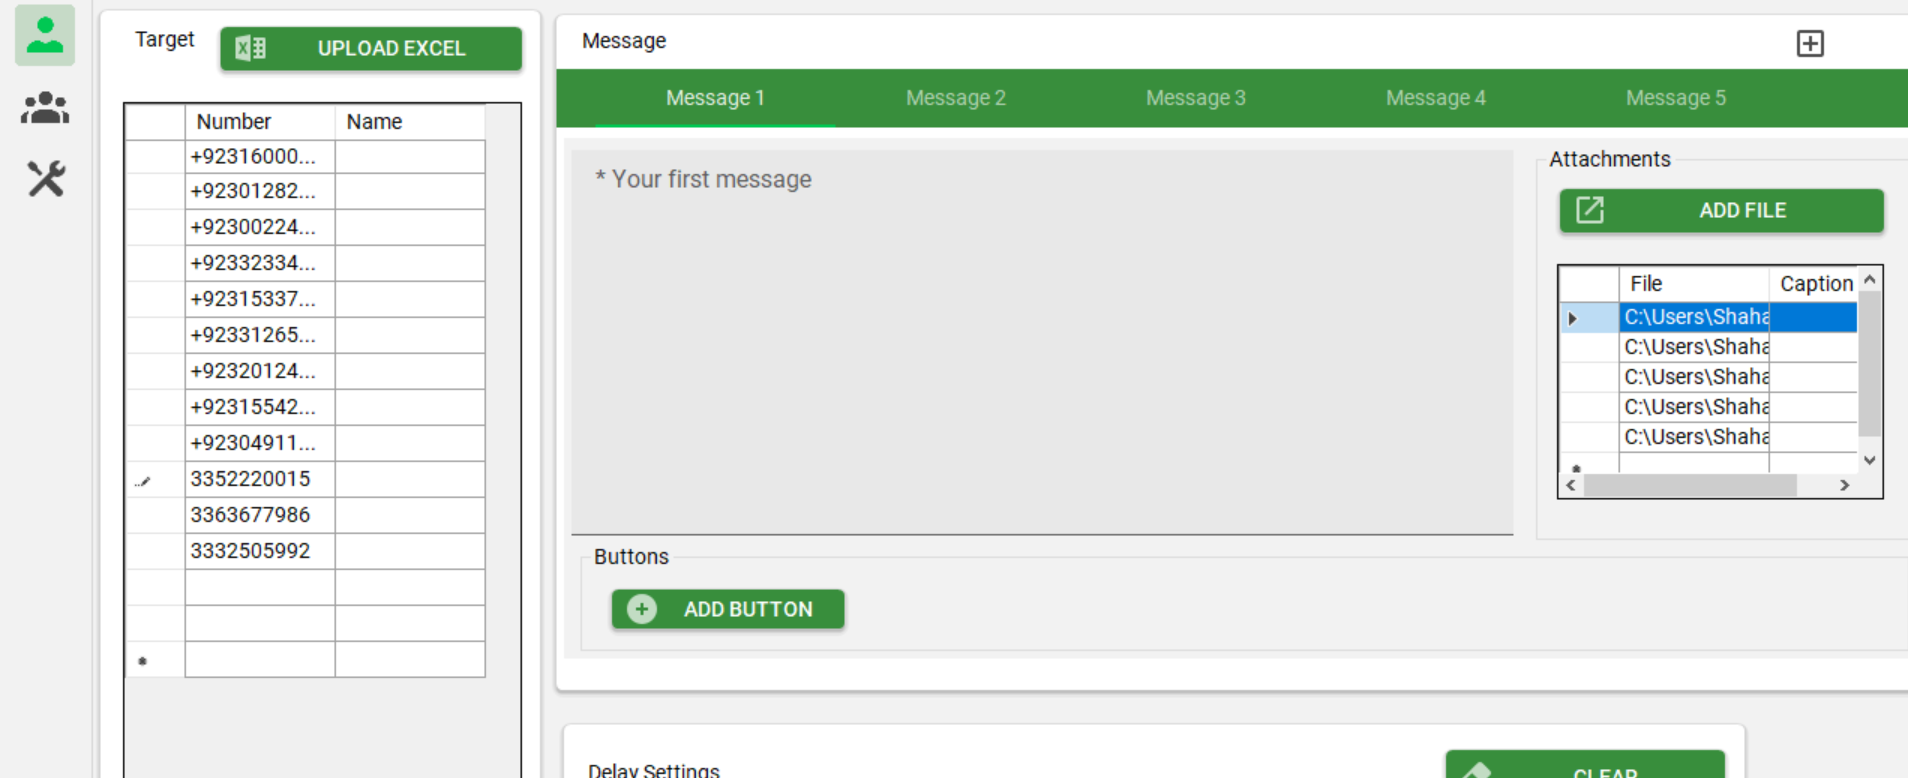 Target
UPLOAD EXCEL
Number Name
+92316000...
+92301282...
+92300224...
+92332334...
+92315337...
+92331265...
+92320124...
+92315542...
+92304911...
3352220015
3363677986
3332505992
Message
Message 1 Message 2 Message 3 Message 4 Message 5
* Your first message
Attachments
ADD FILE
File Caption
C:\Users\Shaha
C:\Users\Shaha
C:\Users\Shaha
C:\Users\Shaha
C:\Users\Shaha
Buttons
ADD BUTTON
Delay Settings
CLEAR